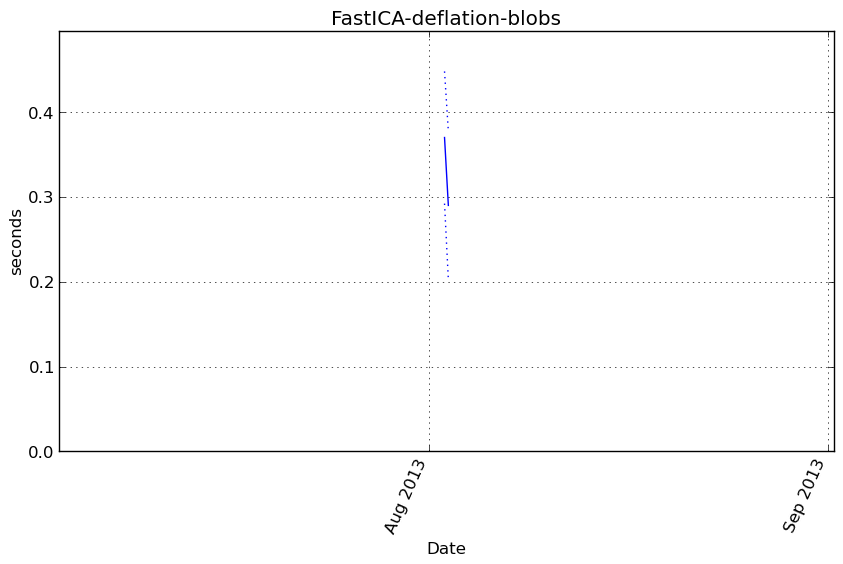 FastICA-deflation-blobs
seconds
0.4
0.3
0.2
0.1
0.0
Aug 2013
Sep 2013
Date